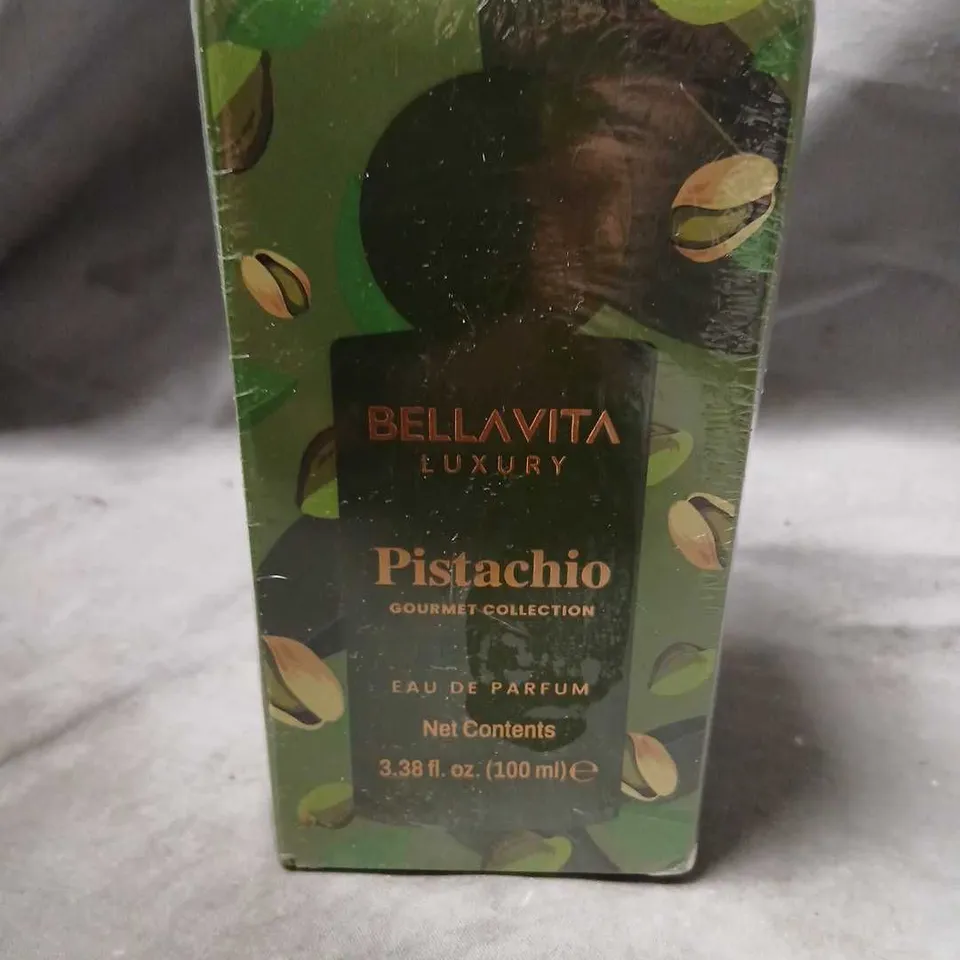 BELLAVITA
LUXURY
Pistachio
GOURMET COLLECTION
EAU DE PARFUM
Net Contents
3.38 fl. oz. (100 ml) ℮